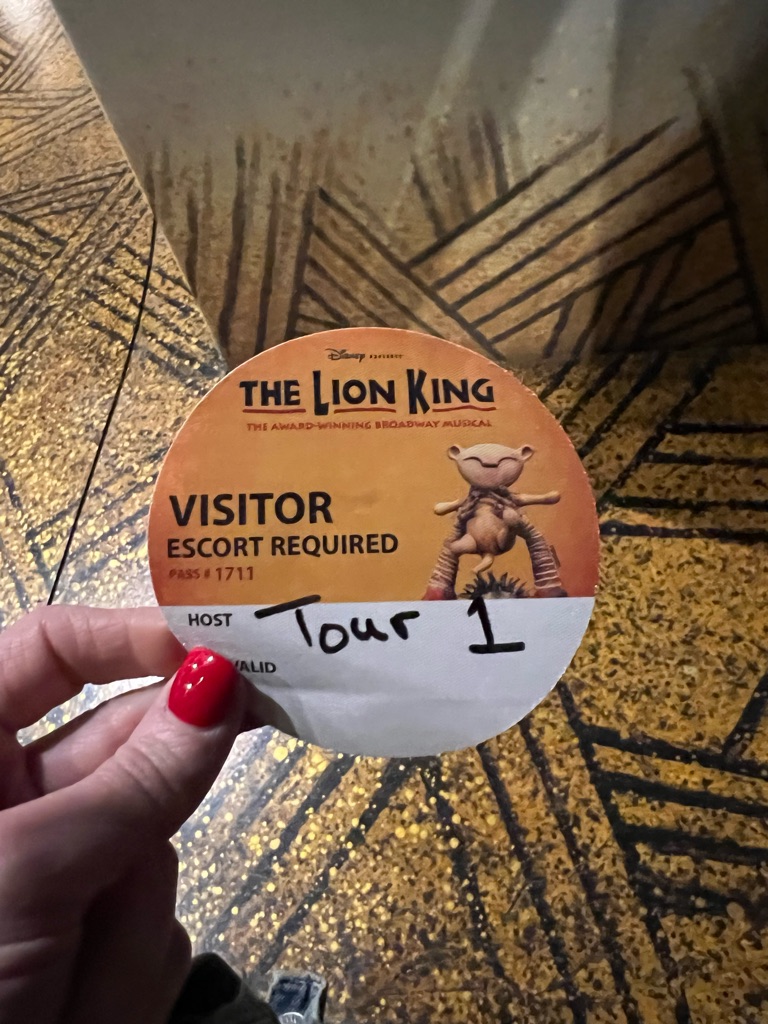 Disney PRESENTS
THE LION KING
THE AWARD-WINNING BROADWAY MUSICAL
VISITOR
ESCORT REQUIRED
PASS # 1711
HOST Tour 1
VALID